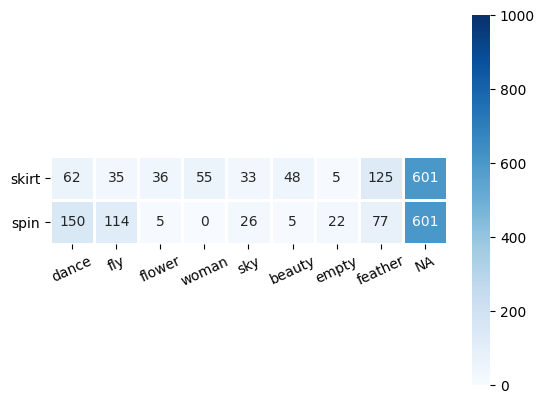 1000
800
600
400
200
0
skirt 62 35 36 55 33 48 5 125 601
spin 150 114 5 0 26 5 22 77 601
dance fly flower woman sky beauty empty feather NA